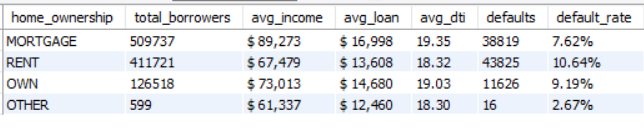 home_ownership total_borrowers avg_income avg_loan avg_dti defaults default_rate
MORTGAGE 509737 $ 89,273 $ 16,998 19.35 38819 7.62%
RENT 411721 $ 67,479 $ 13,608 18.32 43825 10.64%
OWN 126518 $ 73,013 $ 14,680 19.03 11626 9.19%
OTHER 599 $ 61,337 $ 12,460 18.30 16 2.67%